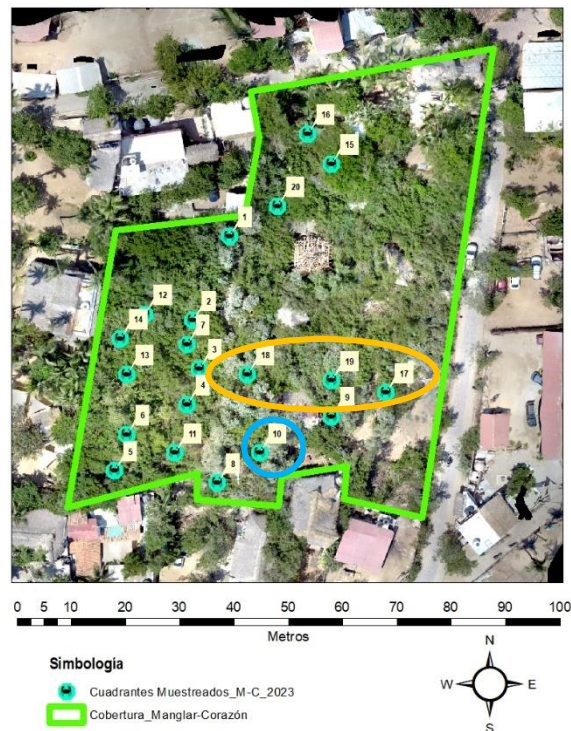 16
15
20
1
12
2
14
7
3
13
18
19
17
4
9
6
11
10
5
8
0 5 10 20 30 40 50 60 70 80 90 100
Metros
Simbología
Cuadrantes Muestreados_M-C_2023
Cobertura_Manglar-Corazón
N
W E
S